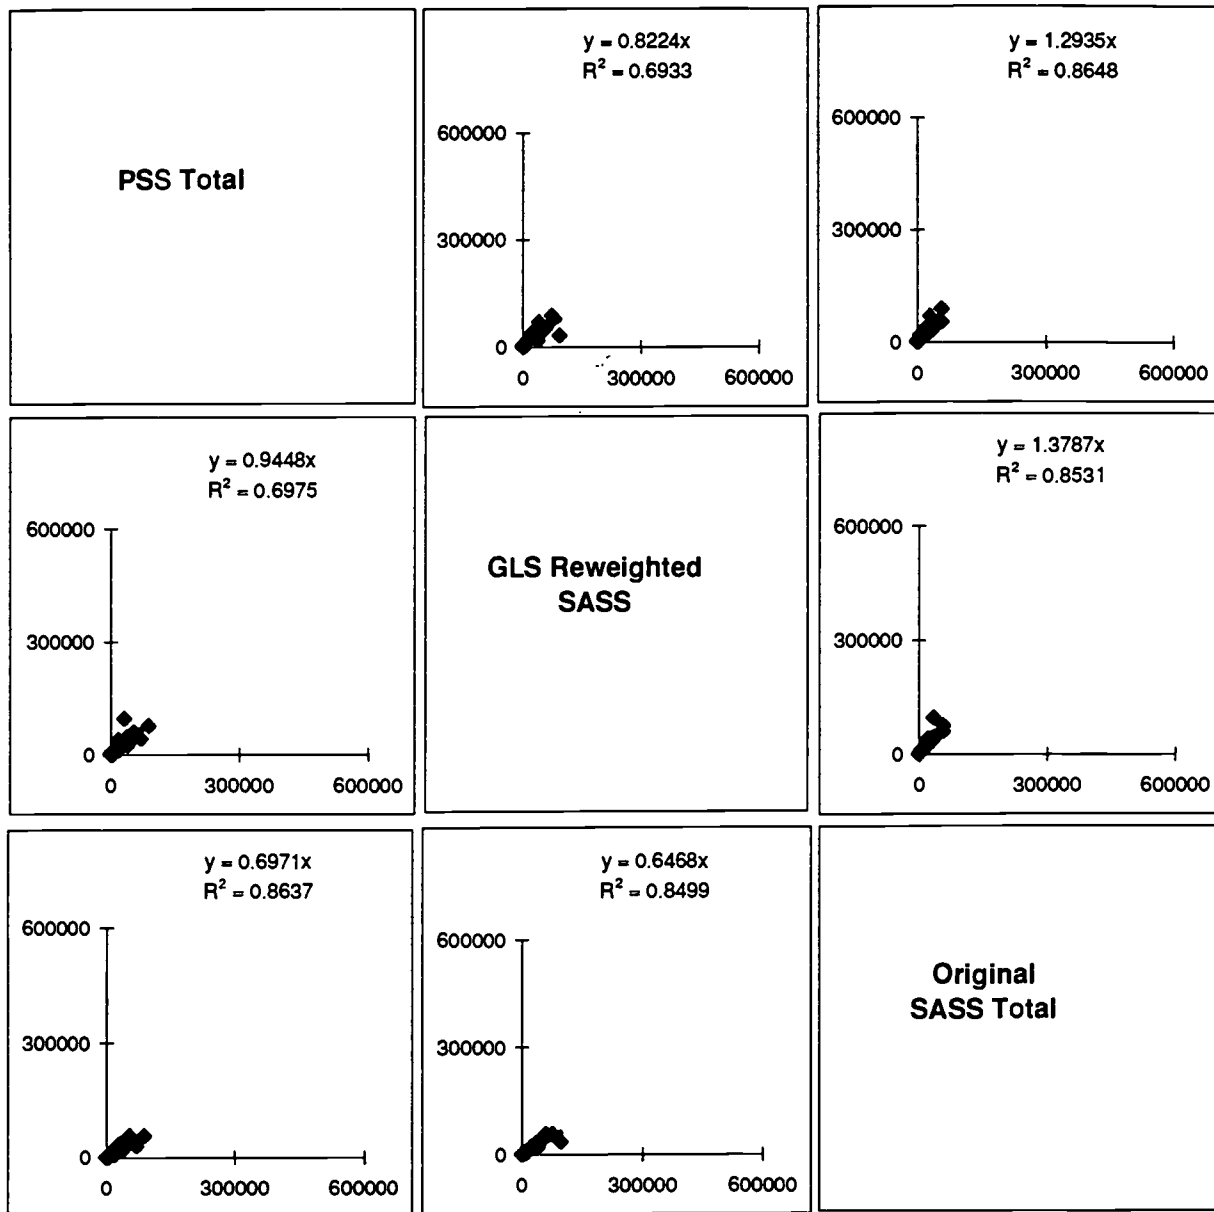 PSS Total
y = 0.8224x
R² = 0.6933
600000
300000
0
0 300000 600000
y = 1.2935x
R² = 0.8648
600000
300000
0
0 300000 600000
y = 0.9448x
R² = 0.6975
600000
300000
0
0 300000 600000
GLS Reweighted
SASS
y = 1.3787x
R² = 0.8531
600000
300000
0
0 300000 600000
y = 0.6971x
R² = 0.8637
600000
300000
0
0 300000 600000
y = 0.6468x
R² = 0.8499
600000
300000
0
0 300000 600000
Original
SASS Total